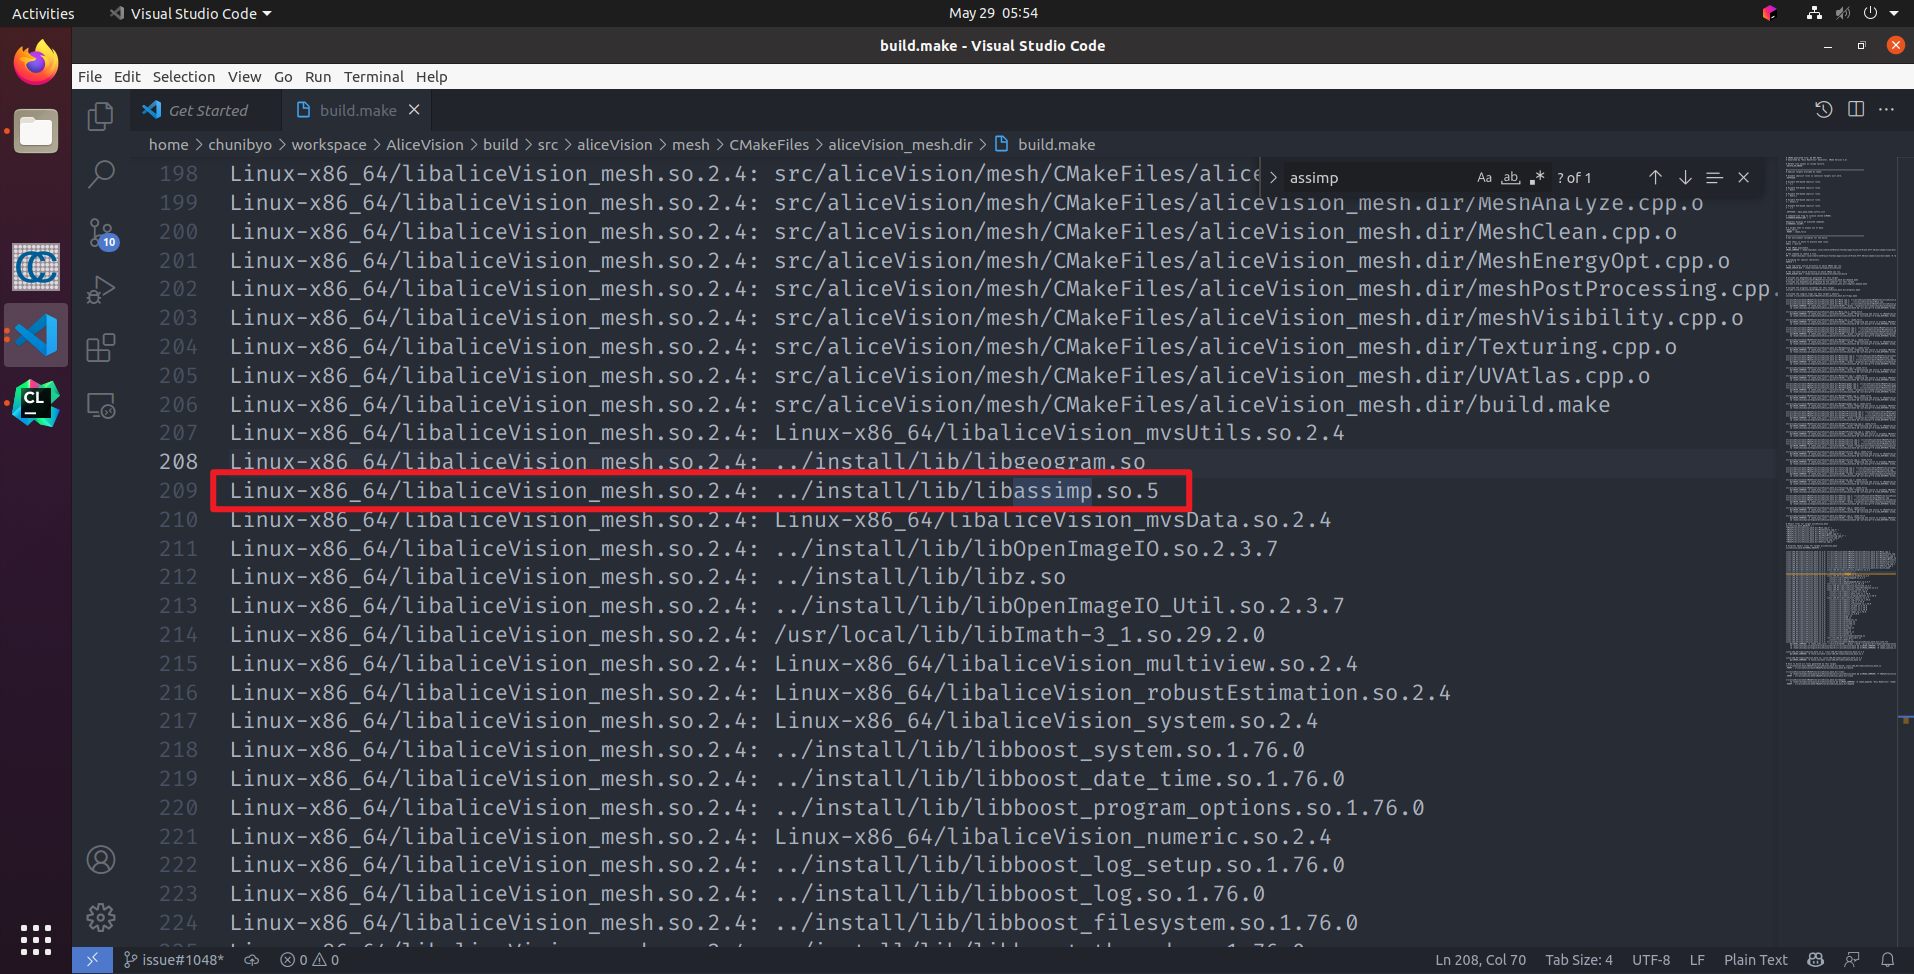 Activities
Visual Studio Code
May 29 05:54
build.make - Visual Studio Code
File Edit Selection View Go Run Terminal Help
Get Started
build.make
home > chunibyo > workspace > AliceVision > build > src > aliceVision > mesh > CMakeFiles > aliceVision_mesh.dir > build.make
assimp
Aa ab ? of 1
198 Linux-x86_64/libaliceVision_mesh.so.2.4: src/aliceVision/mesh/CMakeFiles/alice
199 Linux-x86_64/libaliceVision_mesh.so.2.4: src/aliceVision/mesh/CMakeFiles/aliceVision_mesh.dir/MeshAnalyze.cpp.o
200 Linux-x86_64/libaliceVision_mesh.so.2.4: src/aliceVision/mesh/CMakeFiles/aliceVision_mesh.dir/MeshClean.cpp.o
201 Linux-x86_64/libaliceVision_mesh.so.2.4: src/aliceVision/mesh/CMakeFiles/aliceVision_mesh.dir/MeshEnergyOpt.cpp.o
202 Linux-x86_64/libaliceVision_mesh.so.2.4: src/aliceVision/mesh/CMakeFiles/aliceVision_mesh.dir/meshPostProcessing.cpp.
203 Linux-x86_64/libaliceVision_mesh.so.2.4: src/aliceVision/mesh/CMakeFiles/aliceVision_mesh.dir/meshVisibility.cpp.o
204 Linux-x86_64/libaliceVision_mesh.so.2.4: src/aliceVision/mesh/CMakeFiles/aliceVision_mesh.dir/Texturing.cpp.o
205 Linux-x86_64/libaliceVision_mesh.so.2.4: src/aliceVision/mesh/CMakeFiles/aliceVision_mesh.dir/UVAtlas.cpp.o
206 Linux-x86_64/libaliceVision_mesh.so.2.4: src/aliceVision/mesh/CMakeFiles/aliceVision_mesh.dir/build.make
207 Linux-x86_64/libaliceVision_mesh.so.2.4: Linux-x86_64/libaliceVision_mvsUtils.so.2.4
208 Linux-x86_64/libaliceVision_mesh.so.2.4: ../install/lib/libgeogram.so
209 Linux-x86_64/libaliceVision_mesh.so.2.4: ../install/lib/libassimp.so.5
210 Linux-x86_64/libaliceVision_mesh.so.2.4: Linux-x86_64/libaliceVision_mvsData.so.2.4
211 Linux-x86_64/libaliceVision_mesh.so.2.4: ../install/lib/libOpenImageIO.so.2.3.7
212 Linux-x86_64/libaliceVision_mesh.so.2.4: ../install/lib/libz.so
213 Linux-x86_64/libaliceVision_mesh.so.2.4: ../install/lib/libOpenImageIO_Util.so.2.3.7
214 Linux-x86_64/libaliceVision_mesh.so.2.4: /usr/local/lib/libImath-3_1.so.29.2.0
215 Linux-x86_64/libaliceVision_mesh.so.2.4: Linux-x86_64/libaliceVision_multiview.so.2.4
216 Linux-x86_64/libaliceVision_mesh.so.2.4: Linux-x86_64/libaliceVision_robustEstimation.so.2.4
217 Linux-x86_64/libaliceVision_mesh.so.2.4: Linux-x86_64/libaliceVision_system.so.2.4
218 Linux-x86_64/libaliceVision_mesh.so.2.4: ../install/lib/libboost_system.so.1.76.0
219 Linux-x86_64/libaliceVision_mesh.so.2.4: ../install/lib/libboost_date_time.so.1.76.0
220 Linux-x86_64/libaliceVision_mesh.so.2.4: ../install/lib/libboost_program_options.so.1.76.0
221 Linux-x86_64/libaliceVision_mesh.so.2.4: Linux-x86_64/libaliceVision_numeric.so.2.4
222 Linux-x86_64/libaliceVision_mesh.so.2.4: ../install/lib/libboost_log_setup.so.1.76.0
223 Linux-x86_64/libaliceVision_mesh.so.2.4: ../install/lib/libboost_log.so.1.76.0
224 Linux-x86_64/libaliceVision_mesh.so.2.4: ../install/lib/libboost_filesystem.so.1.76.0
10
CC
CL
issue#1048*
0 0
Ln 208, Col 70
Tab Size: 4
UTF-8
LF
Plain Text